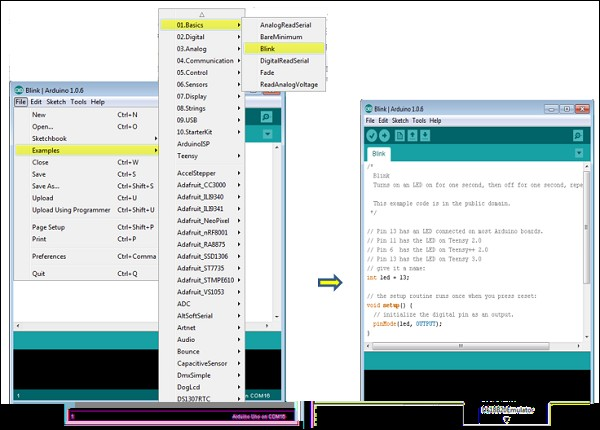 Blink | Arduino 1.0.6
File Edit Sketch Tools Help
New Ctrl+N
Open... Ctrl+O
Sketchbook
Examples
Close Ctrl+W
Save Ctrl+S
Save As... Ctrl+Shift+S
Upload Ctrl+U
Upload Using Programmer Ctrl+Shift+U
Page Setup Ctrl+Shift+P
Print Ctrl+P
Preferences Ctrl+Comma
Quit Ctrl+Q
01.Basics
02.Digital
03.Analog
04.Communication
05.Control
06.Sensors
07.Display
08.Strings
09.USB
10.StarterKit
ArduinoISP
Teensy
AccelStepper
Adafruit_CC3000
Adafruit_ILI9340
Adafruit_ILI9341
Adafruit_NeoPixel
Adafruit_nRF8001
Adafruit_RA8875
Adafruit_SSD1306
Adafruit_ST7735
Adafruit_STMPE610
Adafruit_VS1053
ADC
AltSoftSerial
Artnet
Audio
Bounce
CapacitiveSensor
DmxSimple
DogLcd
DS1307RTC
AnalogReadSerial
BareMinimum
Blink
DigitalReadSerial
Fade
ReadAnalogVoltage
1
on COM16
1 Arduino Uno on COM16
Blink | Arduino 1.0.6
File Edit Sketch Tools Help
Blink
/*
Blink
Turns on an LED on for one second, then off for one second, repe
This example code is in the public domain.
*/
// Pin 13 has an LED connected on most Arduino boards.
// Pin 11 has the LED on Teensy 2.0
// Pin 6 has the LED on Teensy++ 2.0
// Pin 13 has the LED on Teensy 3.0
// give it a name:
int led = 13;
// the setup routine runs once when you press reset:
void setup() {
// initialize the digital pin as an output.
pinMode(led, OUTPUT);
}